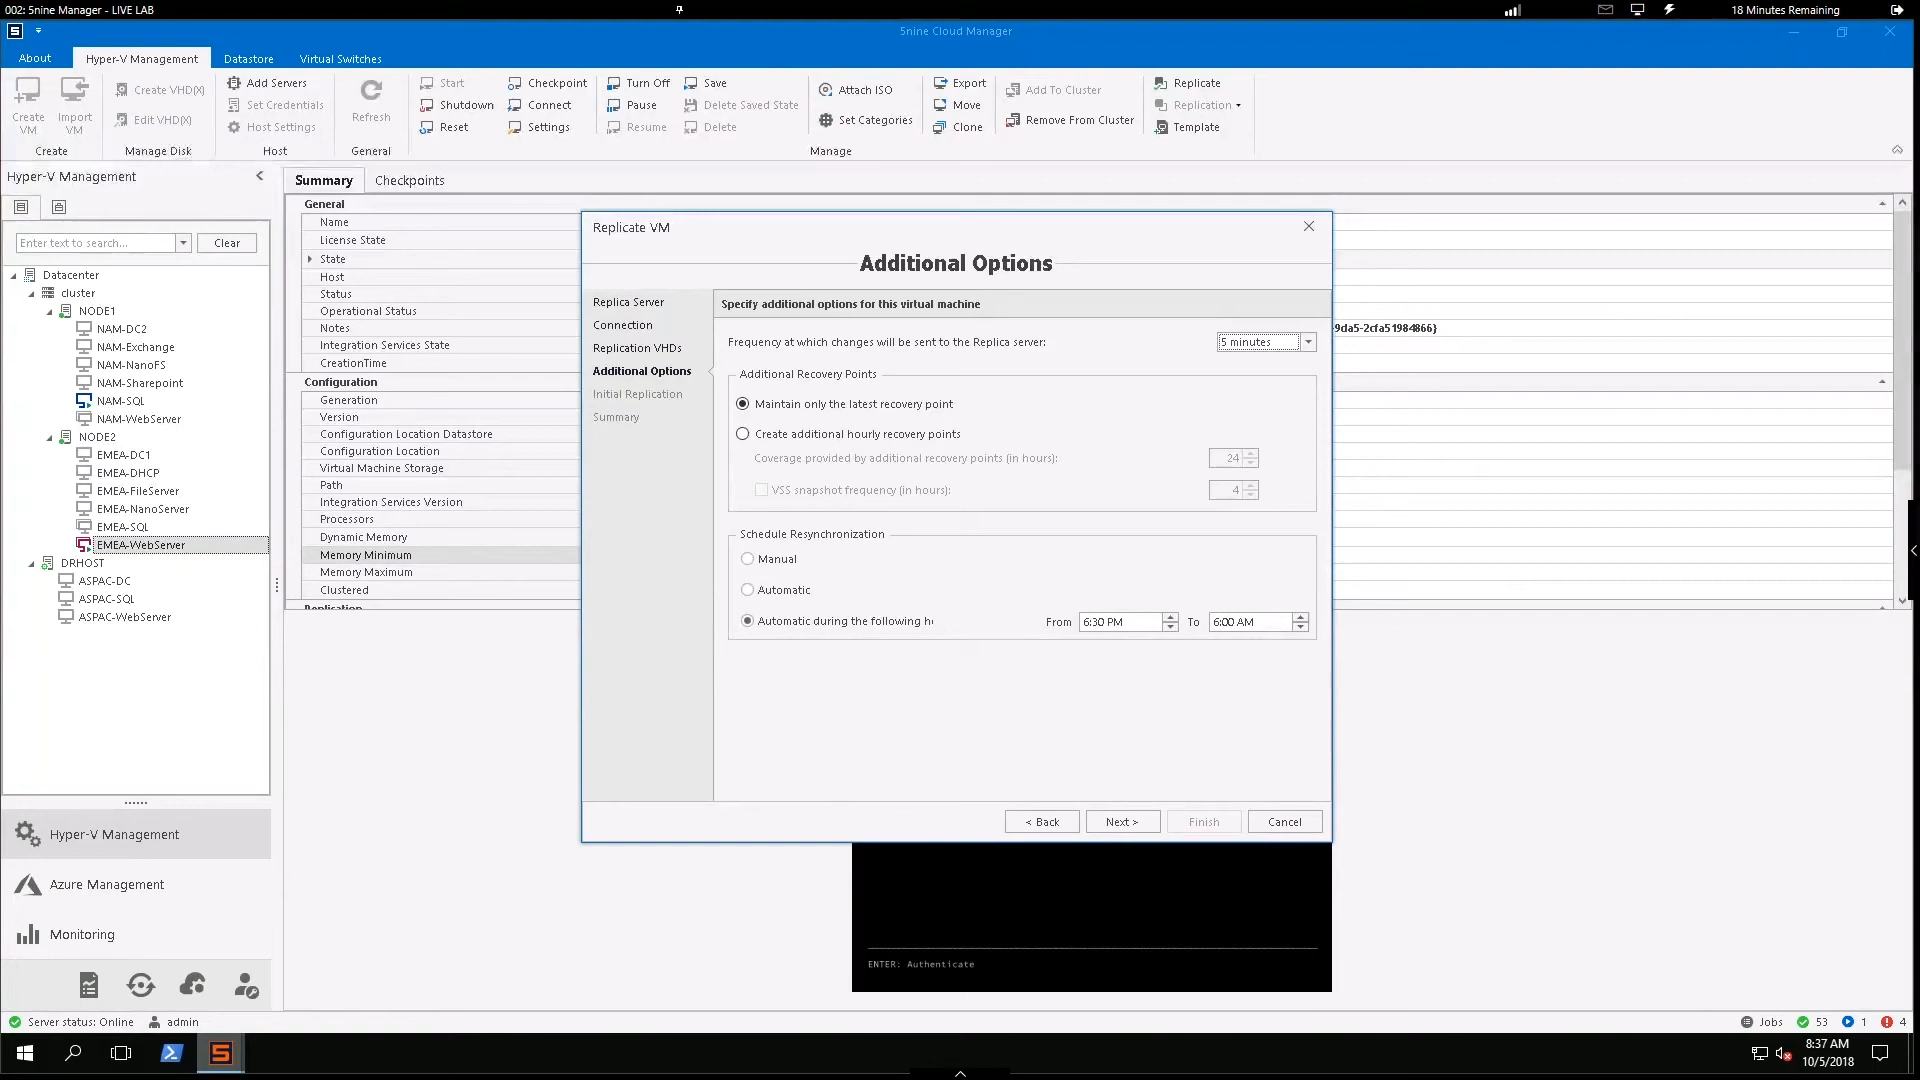 002: 5nine Manager - LIVE LAB
18 Minutes Remaining
5nine Cloud Manager
About
Hyper-V Management
Datastore
Virtual Switches
Create VM
Import VM
Create
Create VHD(X)
Edit VHD(X)
Manage Disk
Add Servers
Set Credentials
Host Settings
Host
Refresh
General
Start
Shutdown
Reset
Checkpoint
Connect
Settings
Turn Off
Pause
Resume
Save
Delete Saved State
Delete
Attach ISO
Set Categories
Export
Move
Clone
Add To Cluster
Remove From Cluster
Replicate
Replication
Template
Manage
Hyper-V Management
Enter text to search...
Clear
Datacenter
cluster
NODE1
NAM-DC2
NAM-Exchange
NAM-NanoFS
NAM-Sharepoint
NAM-SQL
NAM-WebServer
NODE2
EMEA-DC1
EMEA-DHCP
EMEA-FileServer
EMEA-NanoServer
EMEA-SQL
EMEA-WebServer
DRHOST
ASPAC-DC
ASPAC-SQL
ASPAC-WebServer
Hyper-V Management
Azure Management
Monitoring
Summary
Checkpoints
General
Name
License State
State
Host
Status
Operational Status
Notes
-9da5-2cfa51984866}
Integration Services State
CreationTime
Configuration
Generation
Version
Configuration Location Datastore
Configuration Location
Virtual Machine Storage
Path
Integration Services Version
Processors
Dynamic Memory
Memory Minimum
Memory Maximum
Clustered
Replication
Replicate VM
Additional Options
Replica Server
Connection
Replication VHDs
Additional Options
Initial Replication
Summary
Specify additional options for this virtual machine
Frequency at which changes will be sent to the Replica server: 5 minutes
Additional Recovery Points
Maintain only the latest recovery point
Create additional hourly recovery points
Coverage provided by additional recovery points (in hours): 24
VSS snapshot frequency (in hours): 4
Schedule Resynchronization
Manual
Automatic
Automatic during the following h From 6:30 PM To 6:00 AM
< Back
Next >
Finish
Cancel
ENTER: Authenticate
Server status: Online
admin
Jobs
53
1
4
8:37 AM
10/5/2018